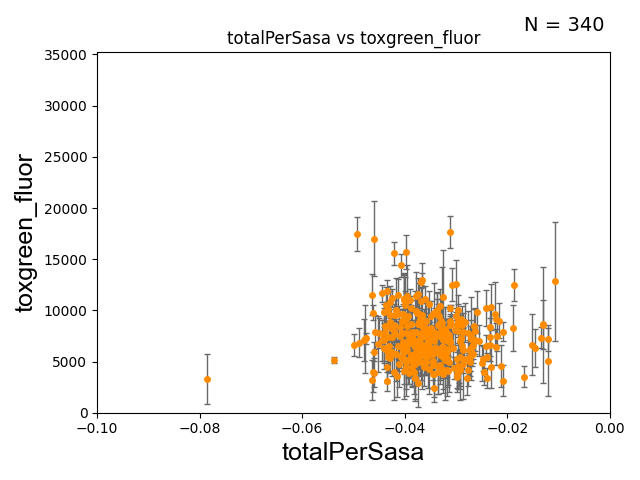 N = 340
totalPerSasa vs toxgreen_fluor
35000
30000
25000
20000
15000
10000
5000
0
toxgreen_fluor
−0.10 −0.08 −0.06 −0.04 −0.02 0.00
totalPerSasa